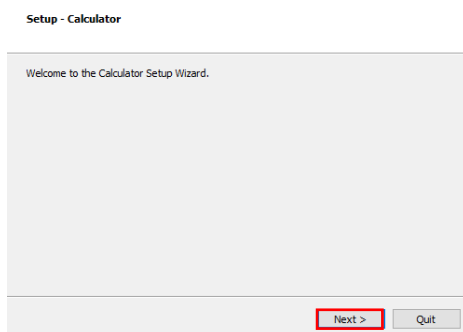 Setup - Calculator
Welcome to the Calculator Setup Wizard.
Next > Quit